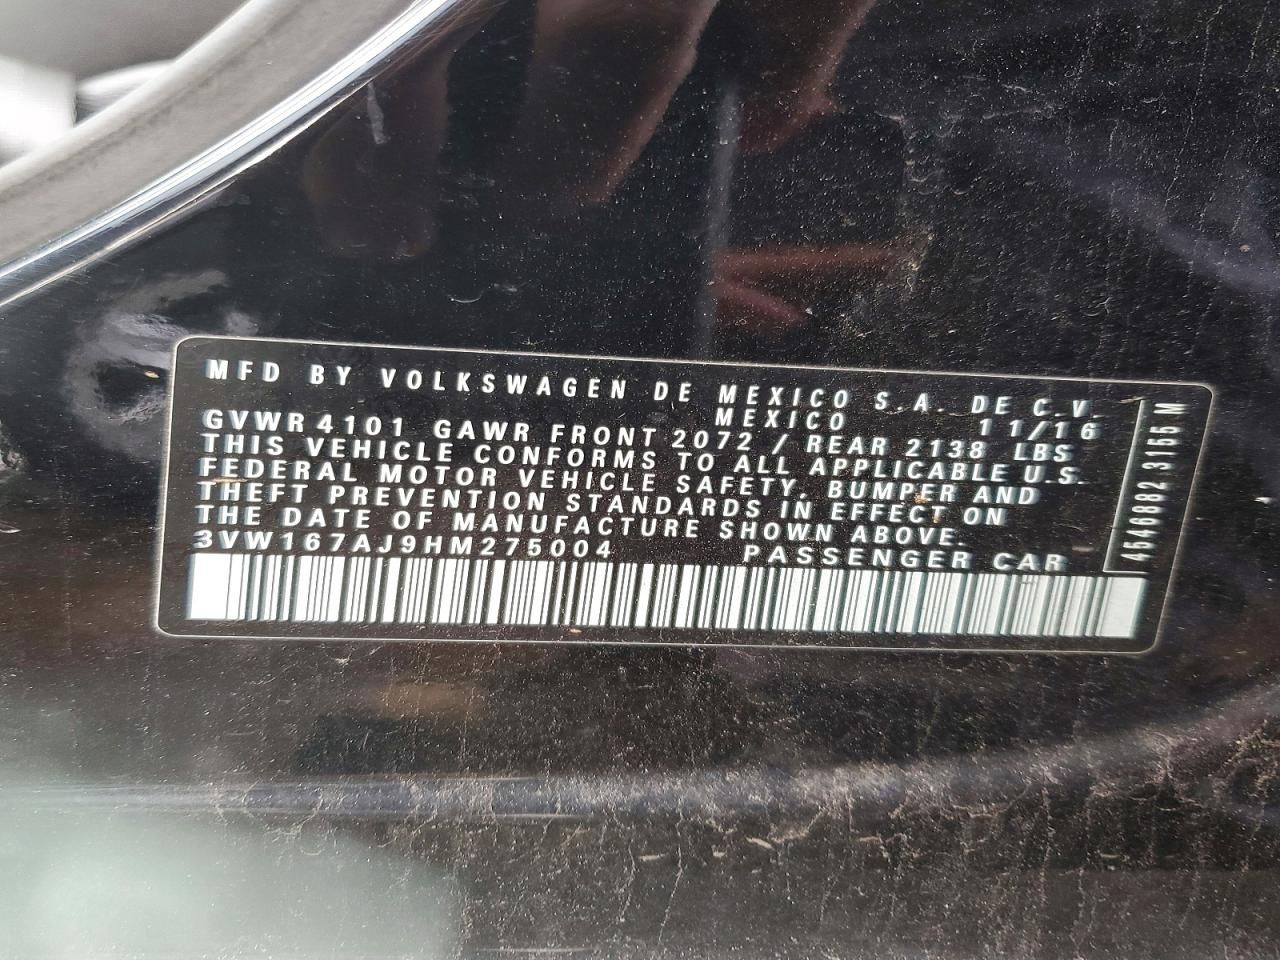 MFD BY VOLKSWAGEN DE MEXICO S.A. DE C.V.
MEXICO 11/16
GVWR 4101 GAWR FRONT 2072 / REAR 2138 LBS
THIS VEHICLE CONFORMS TO ALL APPLICABLE U.S.
FEDERAL MOTOR VEHICLE SAFETY, BUMPER AND
THEFT PREVENTION STANDARDS IN EFFECT ON
THE DATE OF MANUFACTURE SHOWN ABOVE.
3VW167AJ9HM275004 PASSENGER CAR
4546882 3155 M